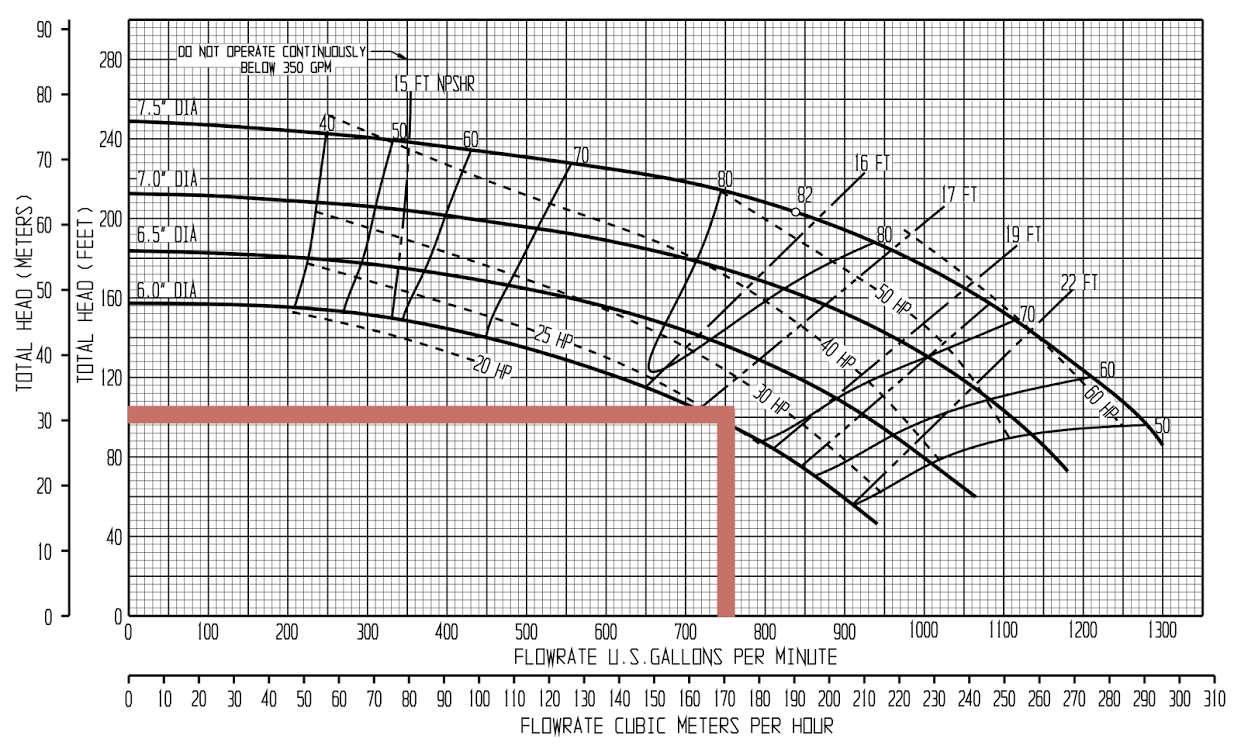 DO NOT OPERATE CONTINUOUSLY
BELOW 350 GPM
15 FT NPSHR
7.5" DIA
7.0" DIA
6.5" DIA
6.0" DIA
40
50
60
70
80
82
80
70
60
50
16 FT
17 FT
19 FT
22 FT
20 HP
25 HP
30 HP
40 HP
50 HP
60 HP
TOTAL HEAD (METERS)
90
80
70
60
50
40
30
20
10
0
TOTAL HEAD (FEET)
280
240
200
160
120
80
40
0
0 100 200 300 400 500 600 700 800 900 1000 1100 1200 1300
FLOWRATE U.S.GALLONS PER MINUTE
0 10 20 30 40 50 60 70 80 90 100 110 120 130 140 150 160 170 180 190 200 210 220 230 240 250 260 270 280 290 300 310
FLOWRATE CUBIC METERS PER HOUR